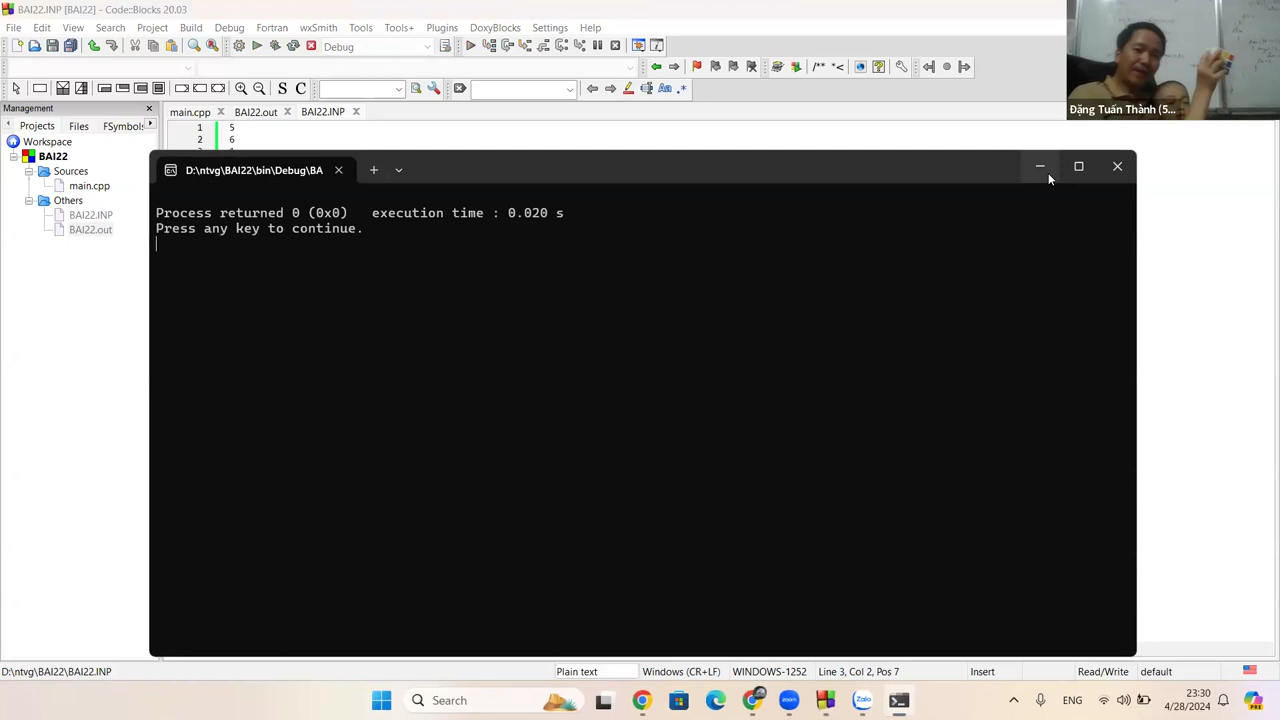 BAI22.INP [BAI22] - Code::Blocks 20.03
File Edit View Search Project Build Debug Fortran wxSmith Tools Tools+ Plugins DoxyBlocks Settings Help
Debug
/** *<
S C
Aa .*
Management
main.cpp BAI22.out BAI22.INP
Projects Files FSymbols
Workspace
BAI22
Sources
main.cpp
Others
BAI22.INP
BAI22.out
1 5
2 6
Đặng Tuấn Thành (5...
D:\ntvg\BAI22\bin\Debug\BA
Process returned 0 (0x0) execution time : 0.020 s
Press any key to continue.
D:\ntvg\BAI22\BAI22.INP Plain text Windows (CR+LF) WINDOWS-1252 Line 3, Col 2, Pos 7 Insert Read/Write default
Search
zoom
Zalo
ENG
23:30
4/28/2024
PRE